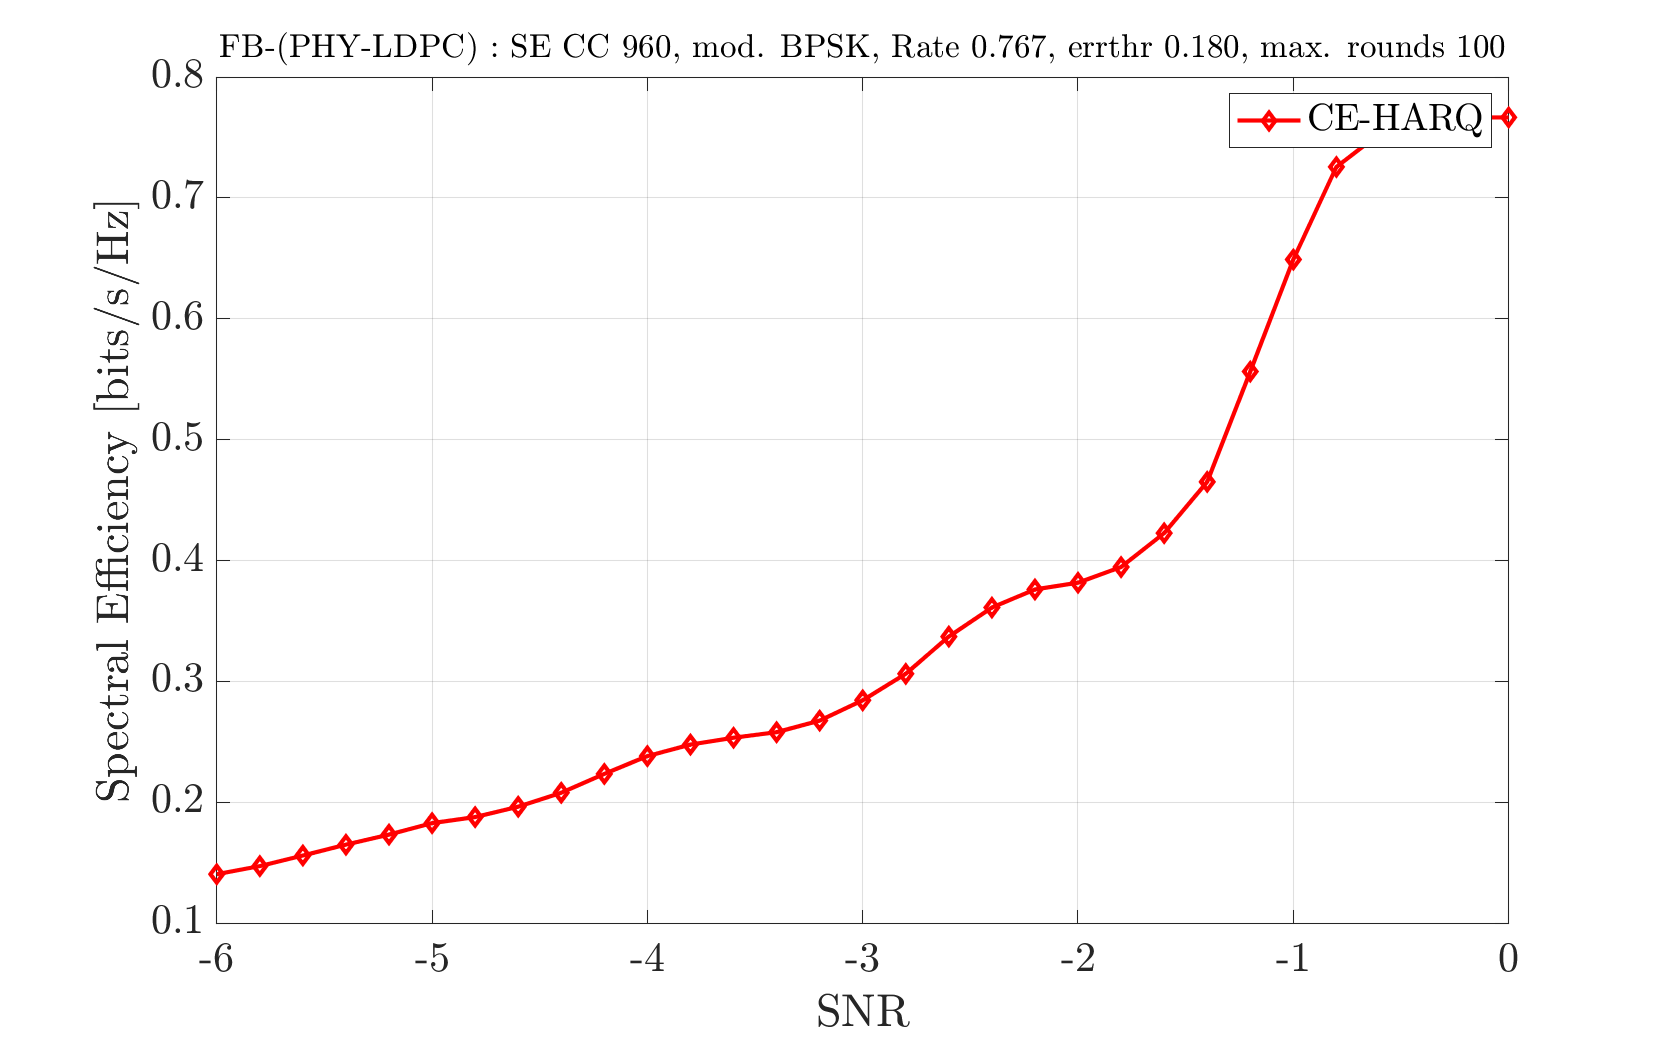 FB-(PHY-LDPC) : SE CC 960, mod. BPSK, Rate 0.767, errthr 0.180, max. rounds 100
CE-HARQ
Spectral Efficiency [bits/s/Hz]
0.8
0.7
0.6
0.5
0.4
0.3
0.2
0.1
-6 -5 -4 -3 -2 -1 0
SNR